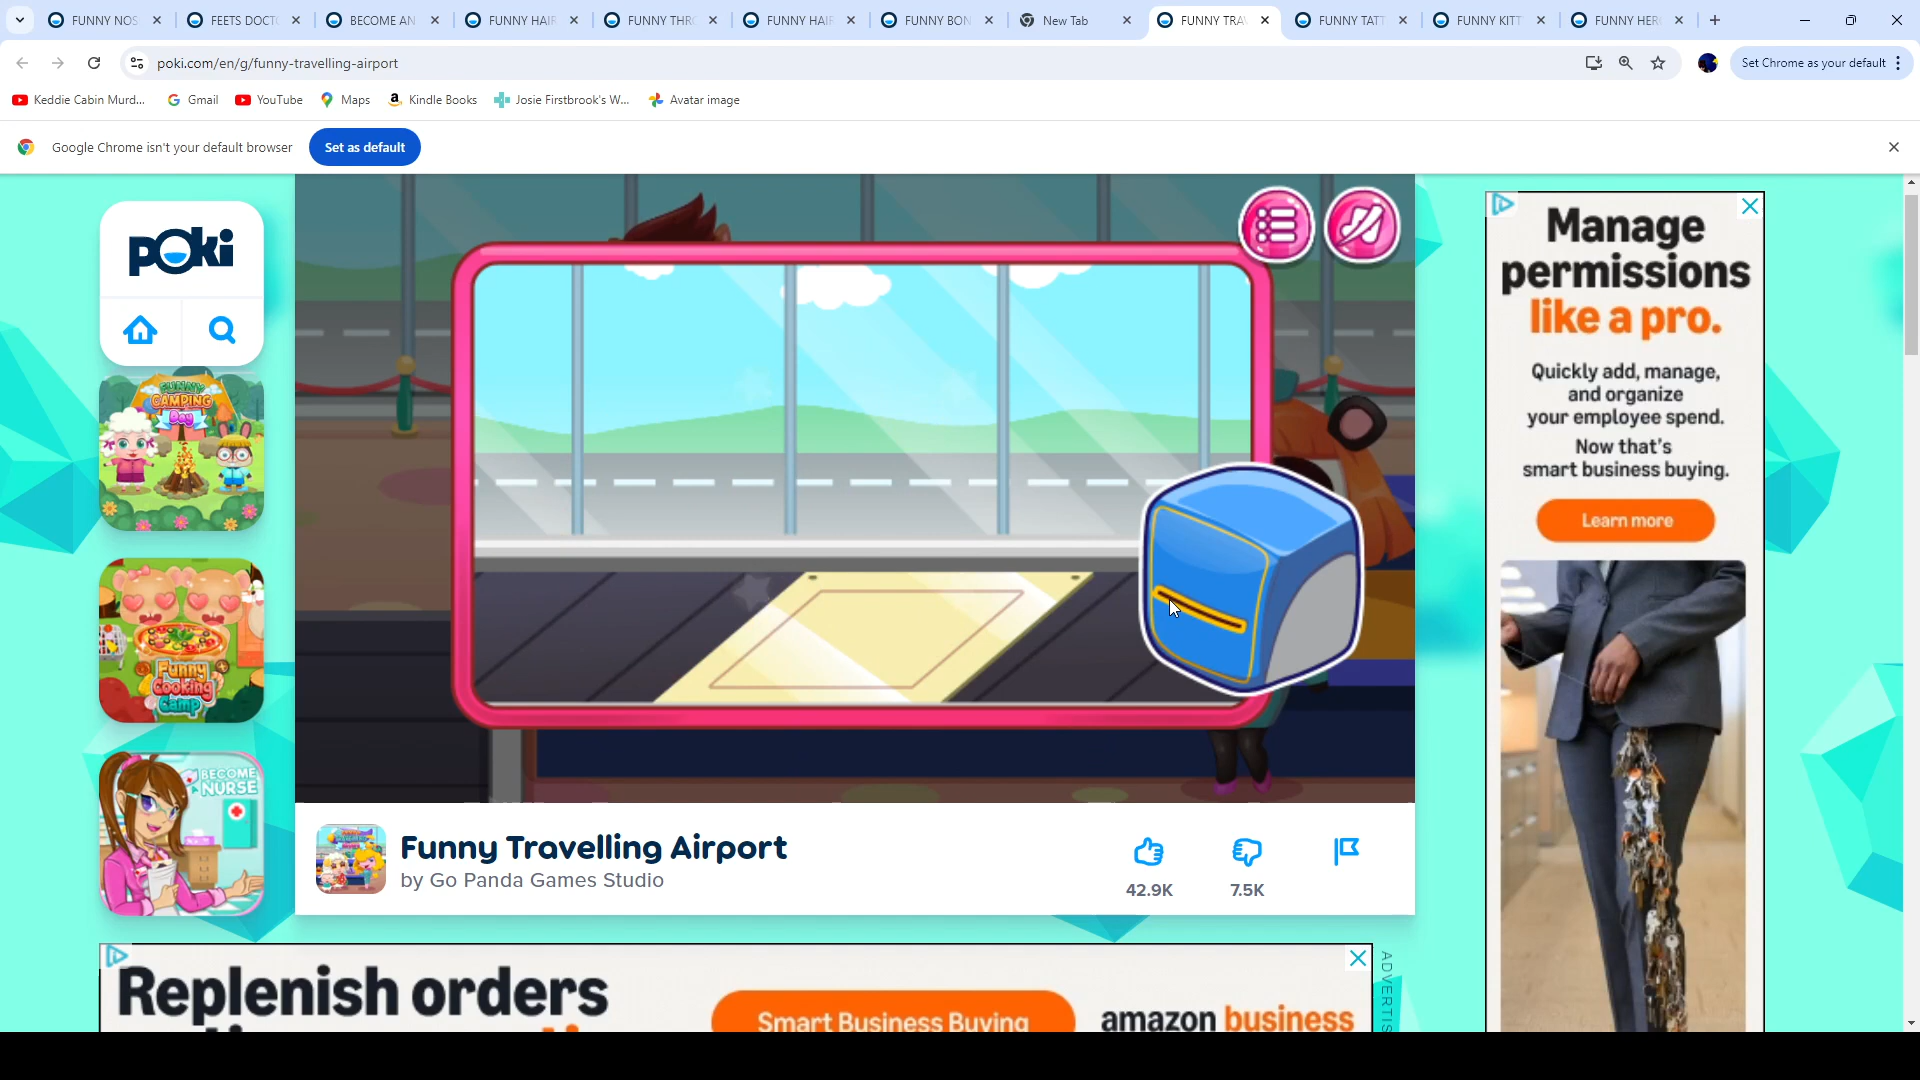 FUNNY NOS
FEETS DOCT
BECOME AN
FUNNY HAIR
FUNNY THR
FUNNY HAIR
FUNNY BON
New Tab
FUNNY TRAV
FUNNY TATT
FUNNY KITT
FUNNY HER
poki.com/en/g/funny-travelling-airport
Set Chrome as your default
Keddie Cabin Murd...
Gmail
YouTube
Maps
Kindle Books
Josie Firstbrook's W...
Avatar image
Google Chrome isn't your default browser
Set as default
poki
FUNNY
CAMPING
Day
Funny
Cooking
Camp
BECOME
NURSE
Manage
permissions
like a pro.
Quickly add, manage,
and organize
your employee spend.
Now that's
smart business buying.
Learn more
Funny Travelling Airport
by Go Panda Games Studio
42.9K
7.5K
Replenish orders
Smart Business Buying
amazon business
ADVERTIS